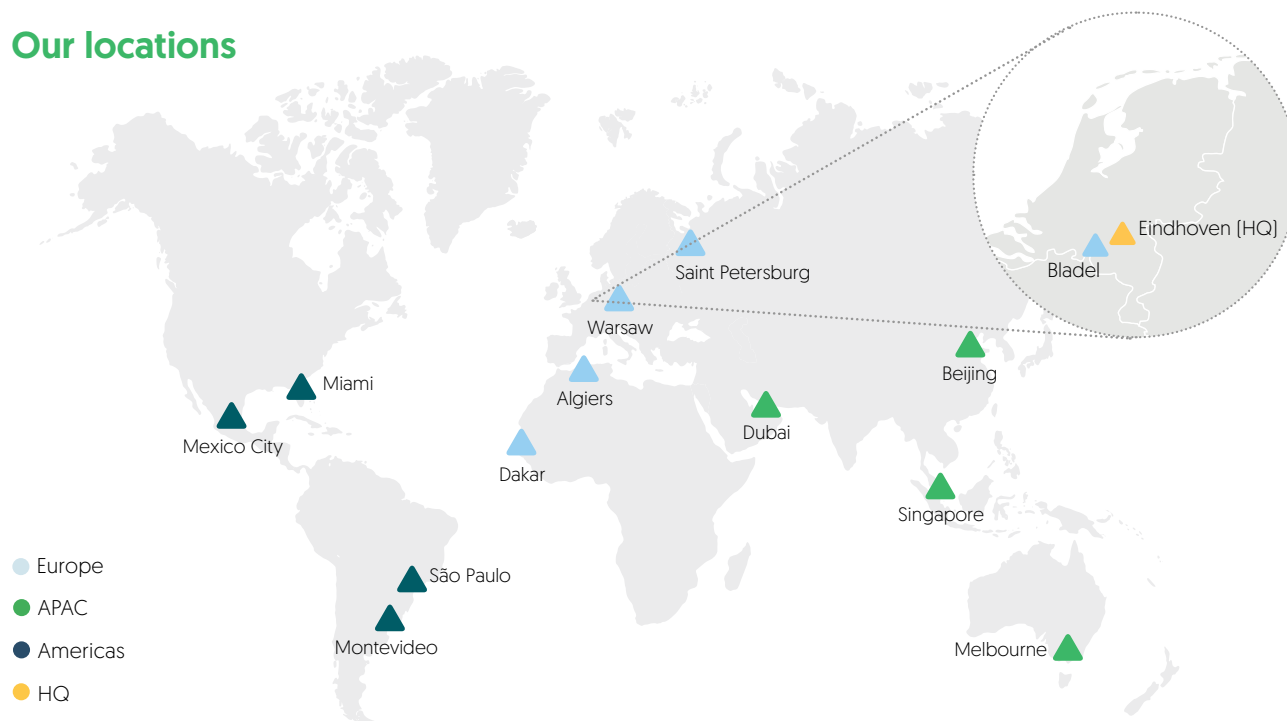 Our locations
Eindhoven (HQ)
Bladel
Saint Petersburg
Warsaw
Beijing
Miami
Algiers
Dubai
Mexico City
Dakar
Singapore
São Paulo
Montevideo
Melbourne
Europe
APAC
Americas
HQ